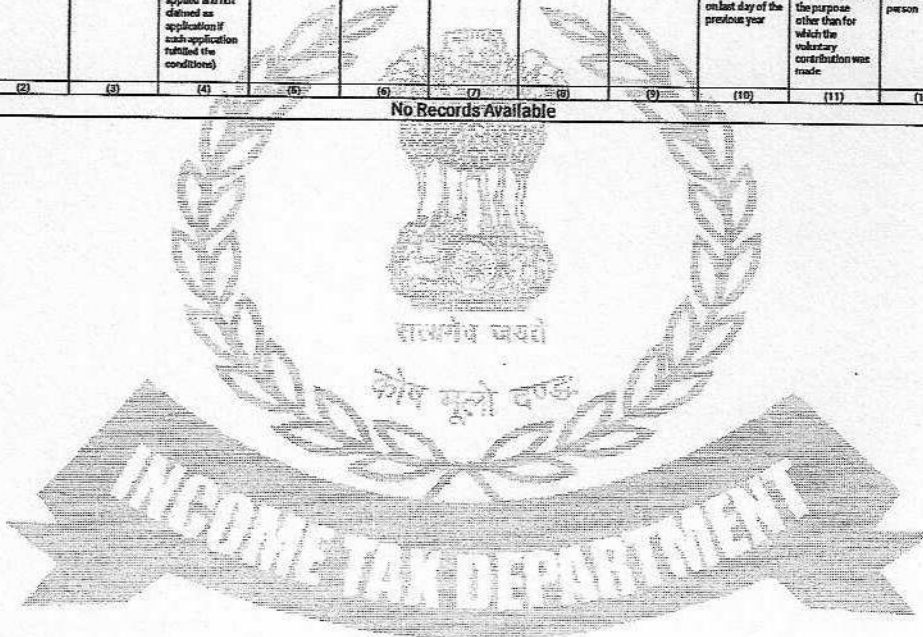 applied and not
claimed as
application if
such application
fulfilled the
conditions)
on last day of the
previous year
the purpose
other than for
which the
voluntary
contribution was
made
person
(2) (3) (4) (5) (6) (7) (8) (9) (10) (11)
No Records Available
सत्यमेव जयते
कोष मूलो दण्डः
INCOME TAX DEPARTMENT